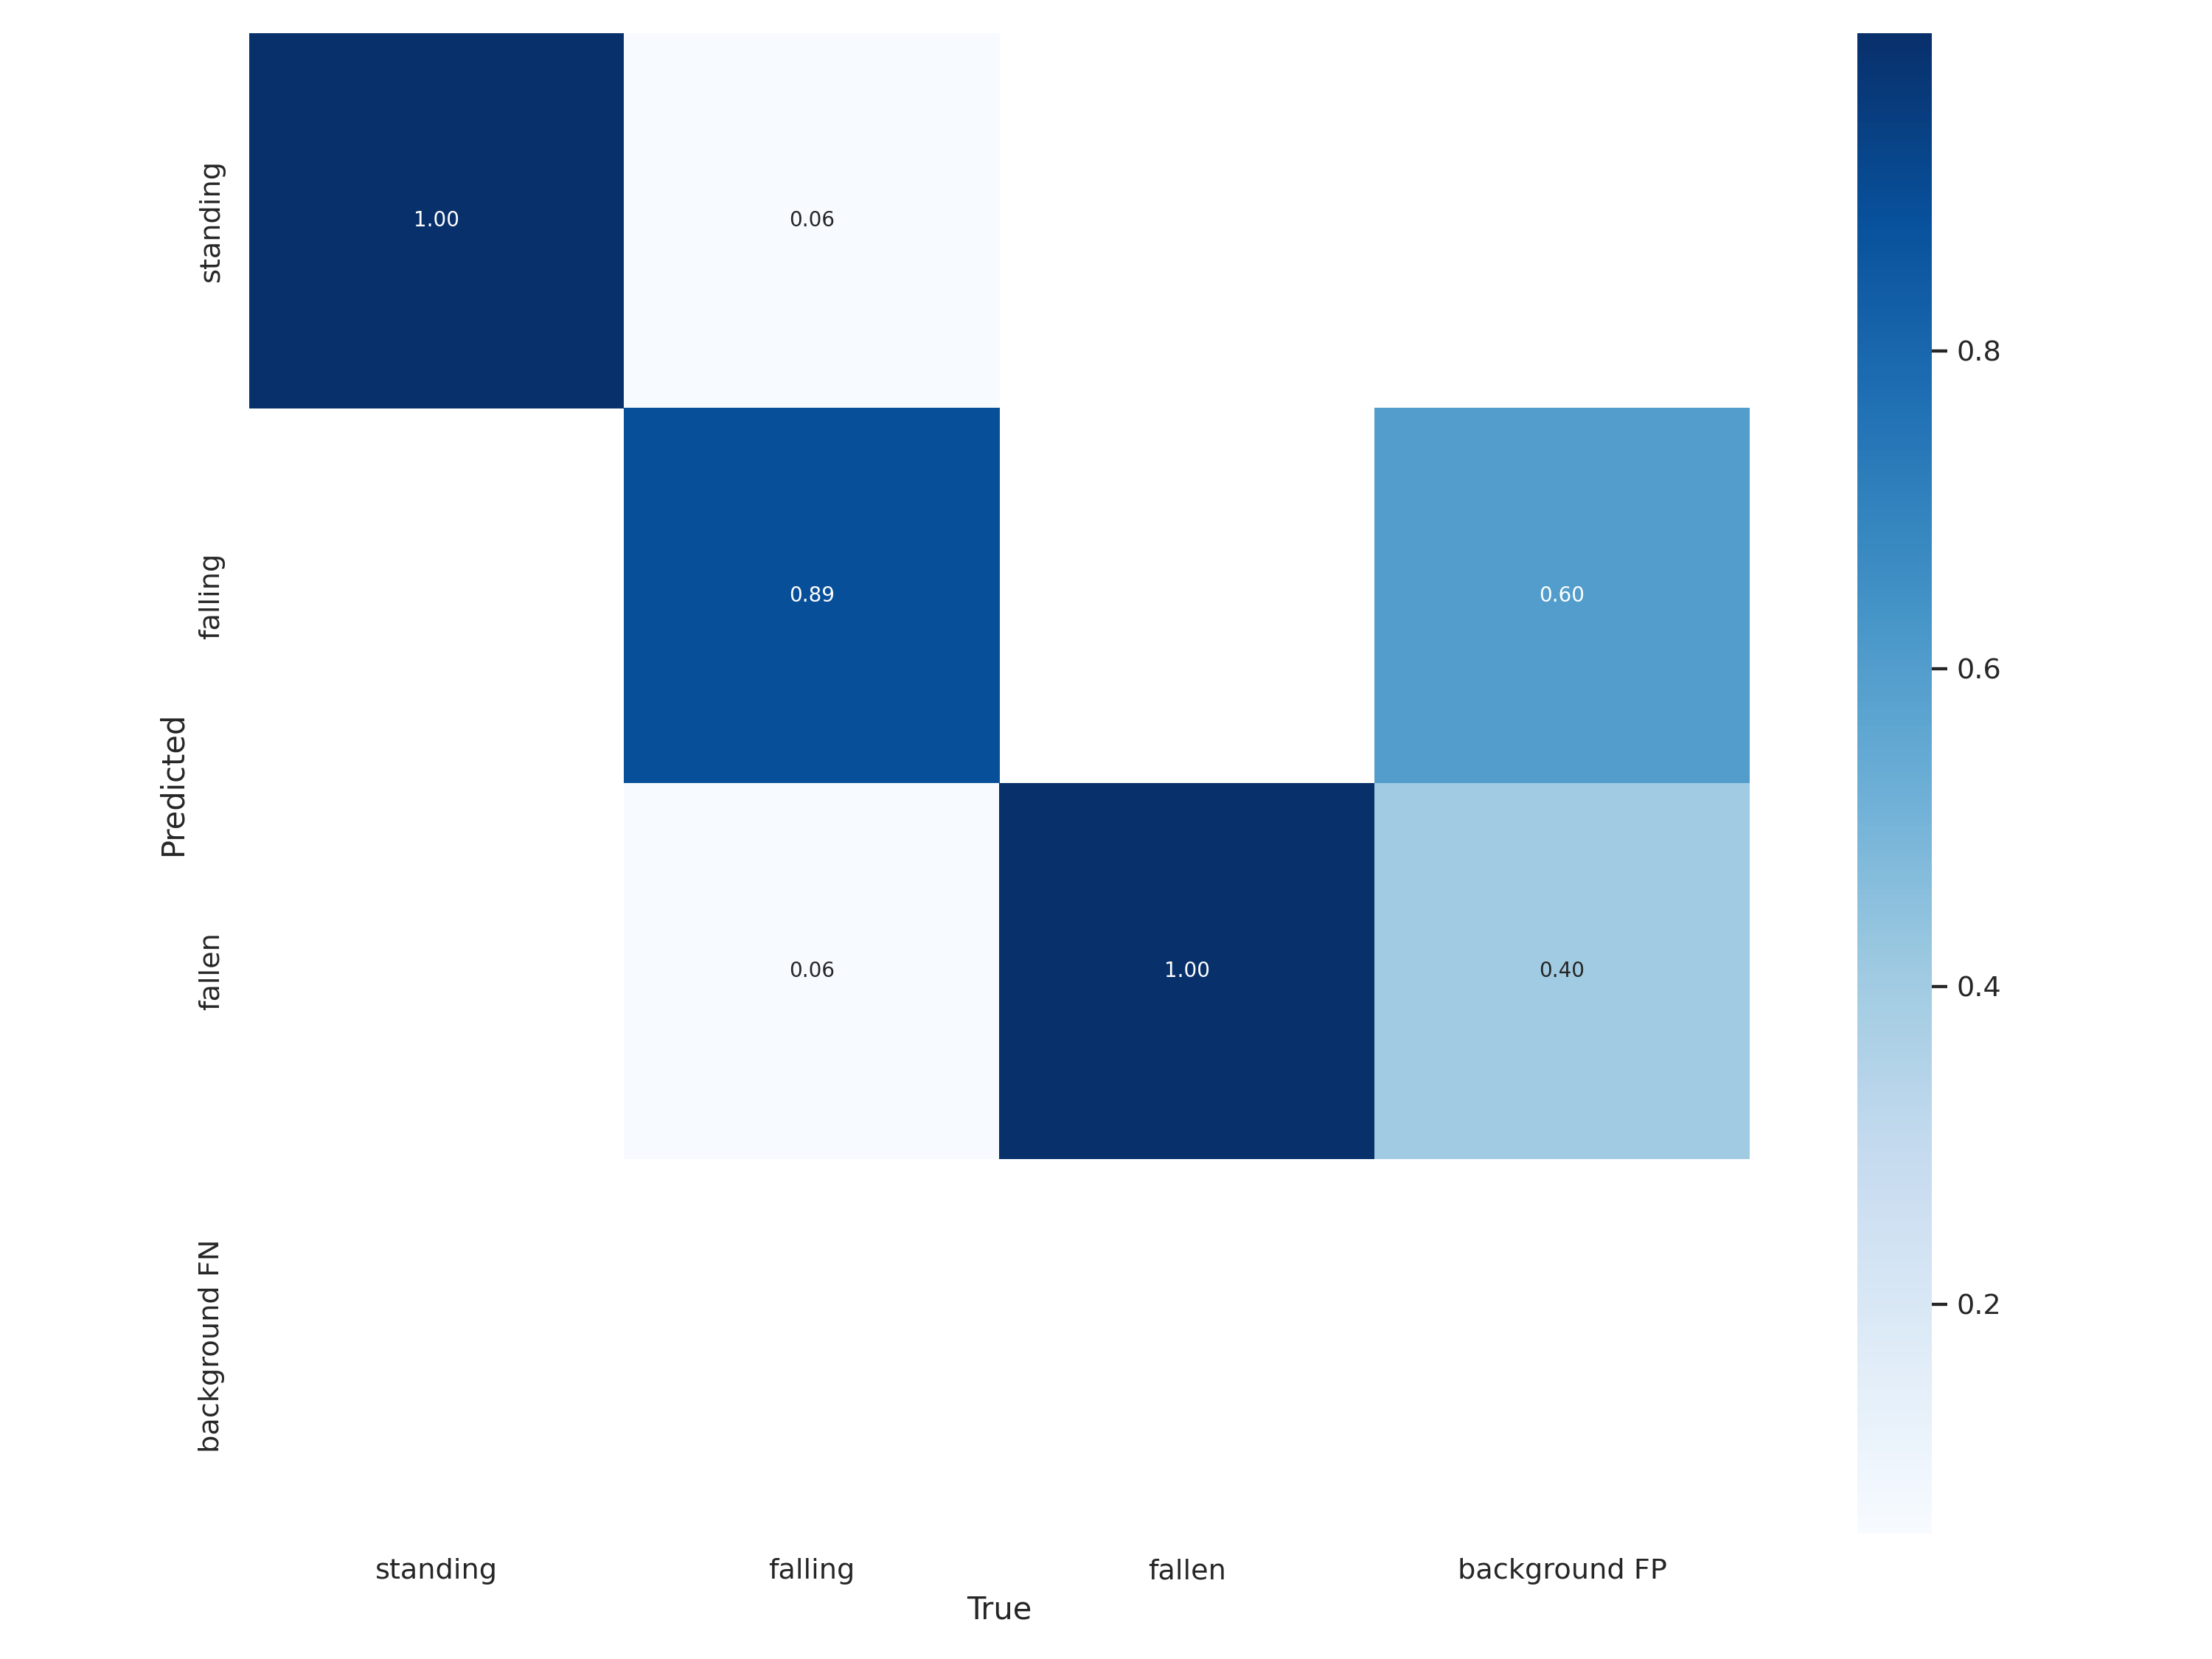 standing
1.00
0.06
falling
0.89
0.60
Predicted
fallen
0.06
1.00
0.40
background FN
standing
falling
fallen
background FP
True
0.8
0.6
0.4
0.2